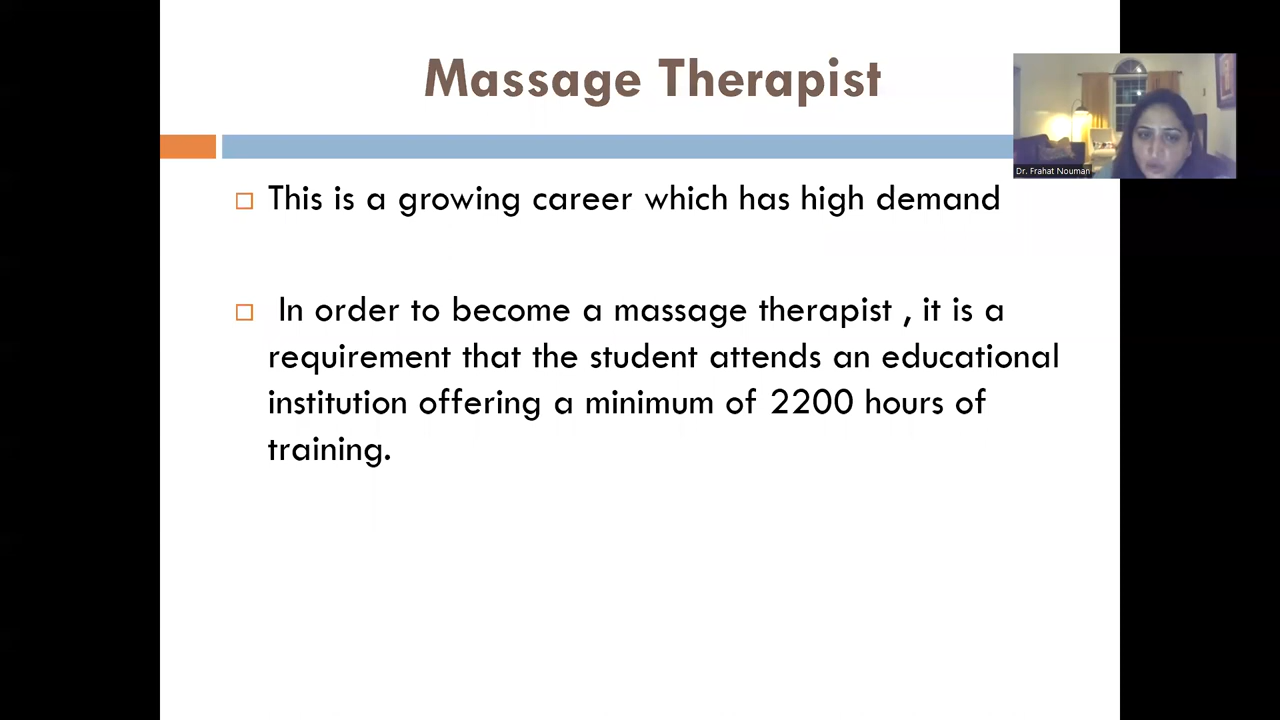 Massage Therapist
Dr. Frahat Nouman
This is a growing career which has high demand
In order to become a massage therapist , it is a
requirement that the student attends an educational
institution offering a minimum of 2200 hours of
training.